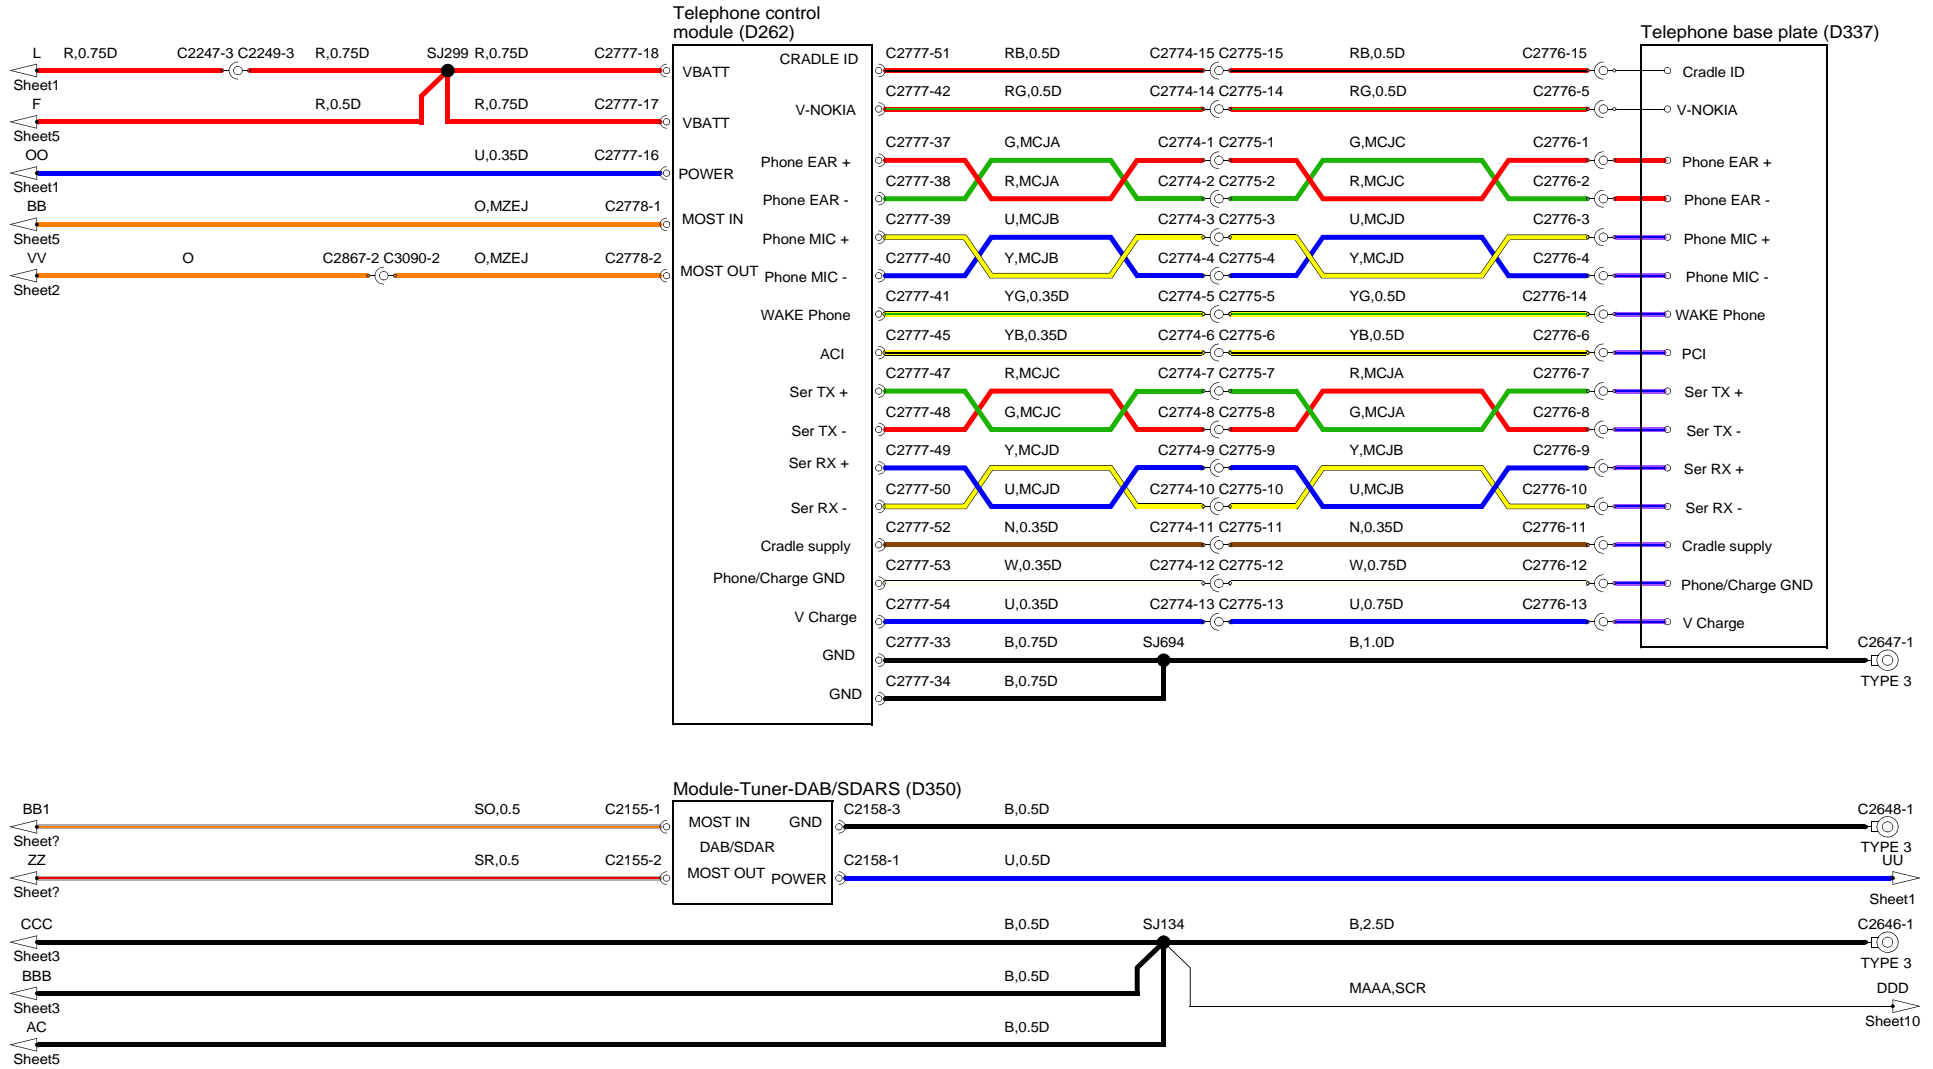 Telephone control
module (D262)
Telephone base plate (D337)
L R,0.75D C2247-3 C2249-3 R,0.75D SJ299 R,0.75D C2777-18 VBATT
Sheet1
F R,0.5D R,0.75D C2777-17 VBATT
Sheet5
OO U,0.35D C2777-16 POWER
Sheet1
BB O,MZEJ C2778-1 MOST IN
Sheet5
VV O C2867-2 C3090-2 O,MZEJ C2778-2 MOST OUT
Sheet2
CRADLE ID C2777-51 RB,0.5D C2774-15 C2775-15 RB,0.5D C2776-15 Cradle ID
V-NOKIA C2777-42 RG,0.5D C2774-14 C2775-14 RG,0.5D C2776-5 V-NOKIA
Phone EAR + C2777-37 G,MCJA C2774-1 C2775-1 G,MCJC C2776-1 Phone EAR +
Phone EAR - C2777-38 R,MCJA C2774-2 C2775-2 R,MCJC C2776-2 Phone EAR -
Phone MIC + C2777-39 U,MCJB C2774-3 C2775-3 U,MCJD C2776-3 Phone MIC +
Phone MIC - C2777-40 Y,MCJB C2774-4 C2775-4 Y,MCJD C2776-4 Phone MIC -
WAKE Phone C2777-41 YG,0.35D C2774-5 C2775-5 YG,0.5D C2776-14 WAKE Phone
ACI C2777-45 YB,0.35D C2774-6 C2775-6 YB,0.5D C2776-6 PCI
Ser TX + C2777-47 R,MCJC C2774-7 C2775-7 R,MCJA C2776-7 Ser TX +
Ser TX - C2777-48 G,MCJC C2774-8 C2775-8 G,MCJA C2776-8 Ser TX -
Ser RX + C2777-49 Y,MCJD C2774-9 C2775-9 Y,MCJB C2776-9 Ser RX +
Ser RX - C2777-50 U,MCJD C2774-10 C2775-10 U,MCJB C2776-10 Ser RX -
Cradle supply C2777-52 N,0.35D C2774-11 C2775-11 N,0.35D C2776-11 Cradle supply
Phone/Charge GND C2777-53 W,0.35D C2774-12 C2775-12 W,0.75D C2776-12 Phone/Charge GND
V Charge C2777-54 U,0.35D C2774-13 C2775-13 U,0.75D C2776-13 V Charge
GND C2777-33 B,0.75D SJ694 B,1.0D C2647-1
TYPE 3
GND C2777-34 B,0.75D
Module-Tuner-DAB/SDARS (D350)
BB1 SO,0.5 C2155-1 MOST IN GND C2158-3 B,0.5D C2648-1
Sheet? DAB/SDAR TYPE 3
ZZ SR,0.5 C2155-2 MOST OUT POWER C2158-1 U,0.5D UU
Sheet? Sheet1
CCC B,0.5D SJ134 B,2.5D C2646-1
Sheet3 TYPE 3
BBB B,0.5D MAAA,SCR DDD
Sheet3 Sheet10
AC B,0.5D
Sheet5